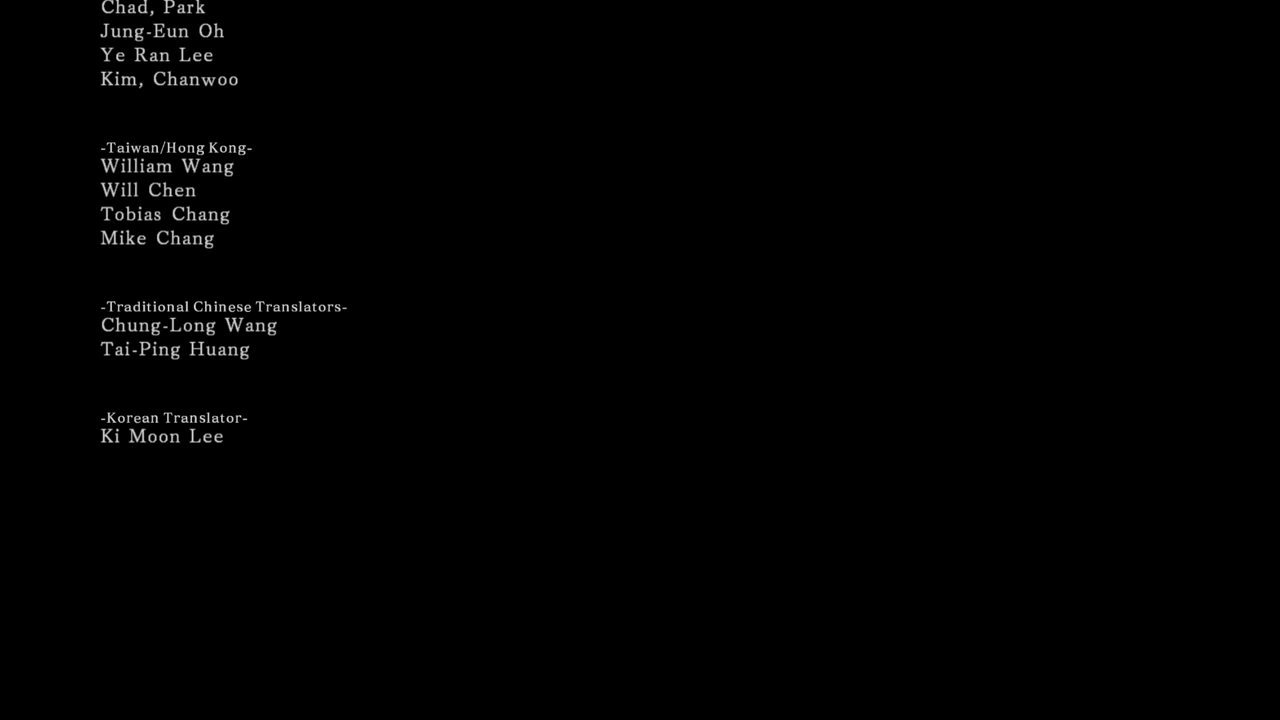 Chad, Park
Jung-Eun Oh
Ye Ran Lee
Kim, Chanwoo
-Taiwan/Hong Kong-
William Wang
Will Chen
Tobias Chang
Mike Chang
-Traditional Chinese Translators-
Chung-Long Wang
Tai-Ping Huang
-Korean Translator-
Ki Moon Lee